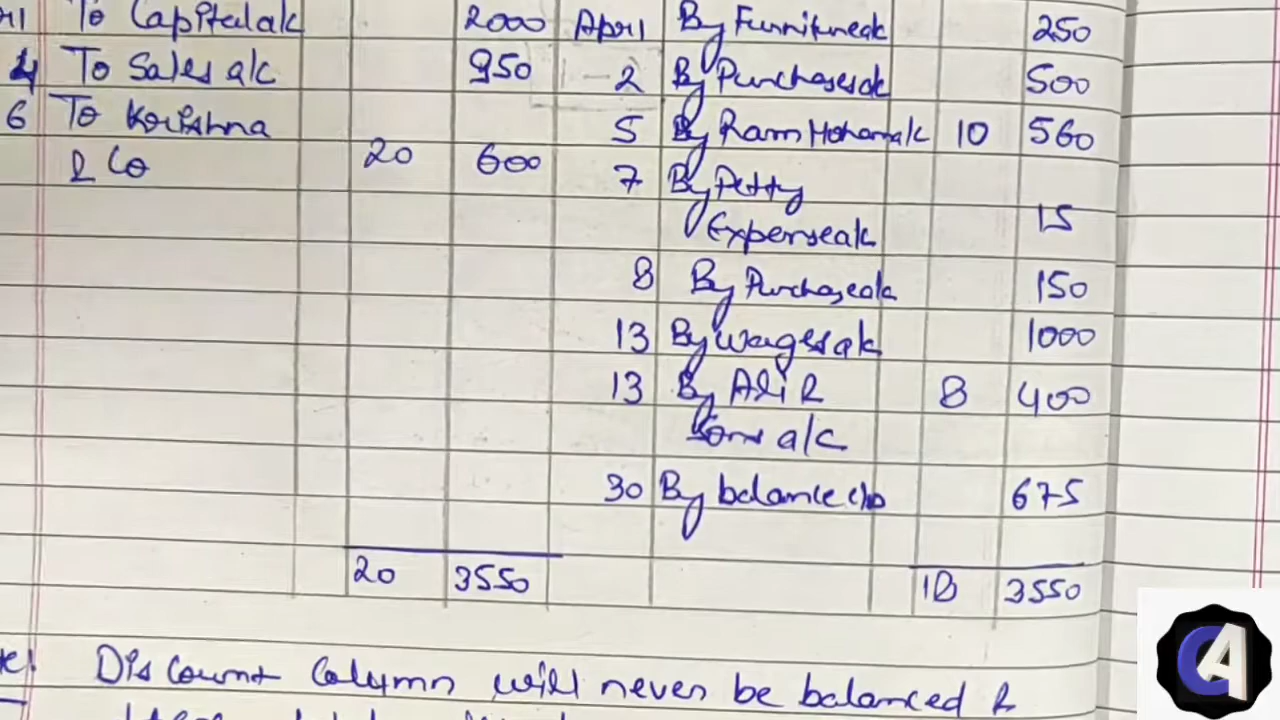 To Capital a/c 2000 April By Furniture a/c 250
4 To Sales a/c 950 2 By Purchases a/c 500
6 To Krishna 5 By Ram Mohan a/c 10 560
& Co 20 600 7 By Petty
Expense a/c 15
8 By Purchase a/c 150
13 By wages a/c 1000
13 By Ali & 8 400
Sons a/c
30 By balance c/d 675
20 3550 18 3550
Discount Column will never be balanced &
CA